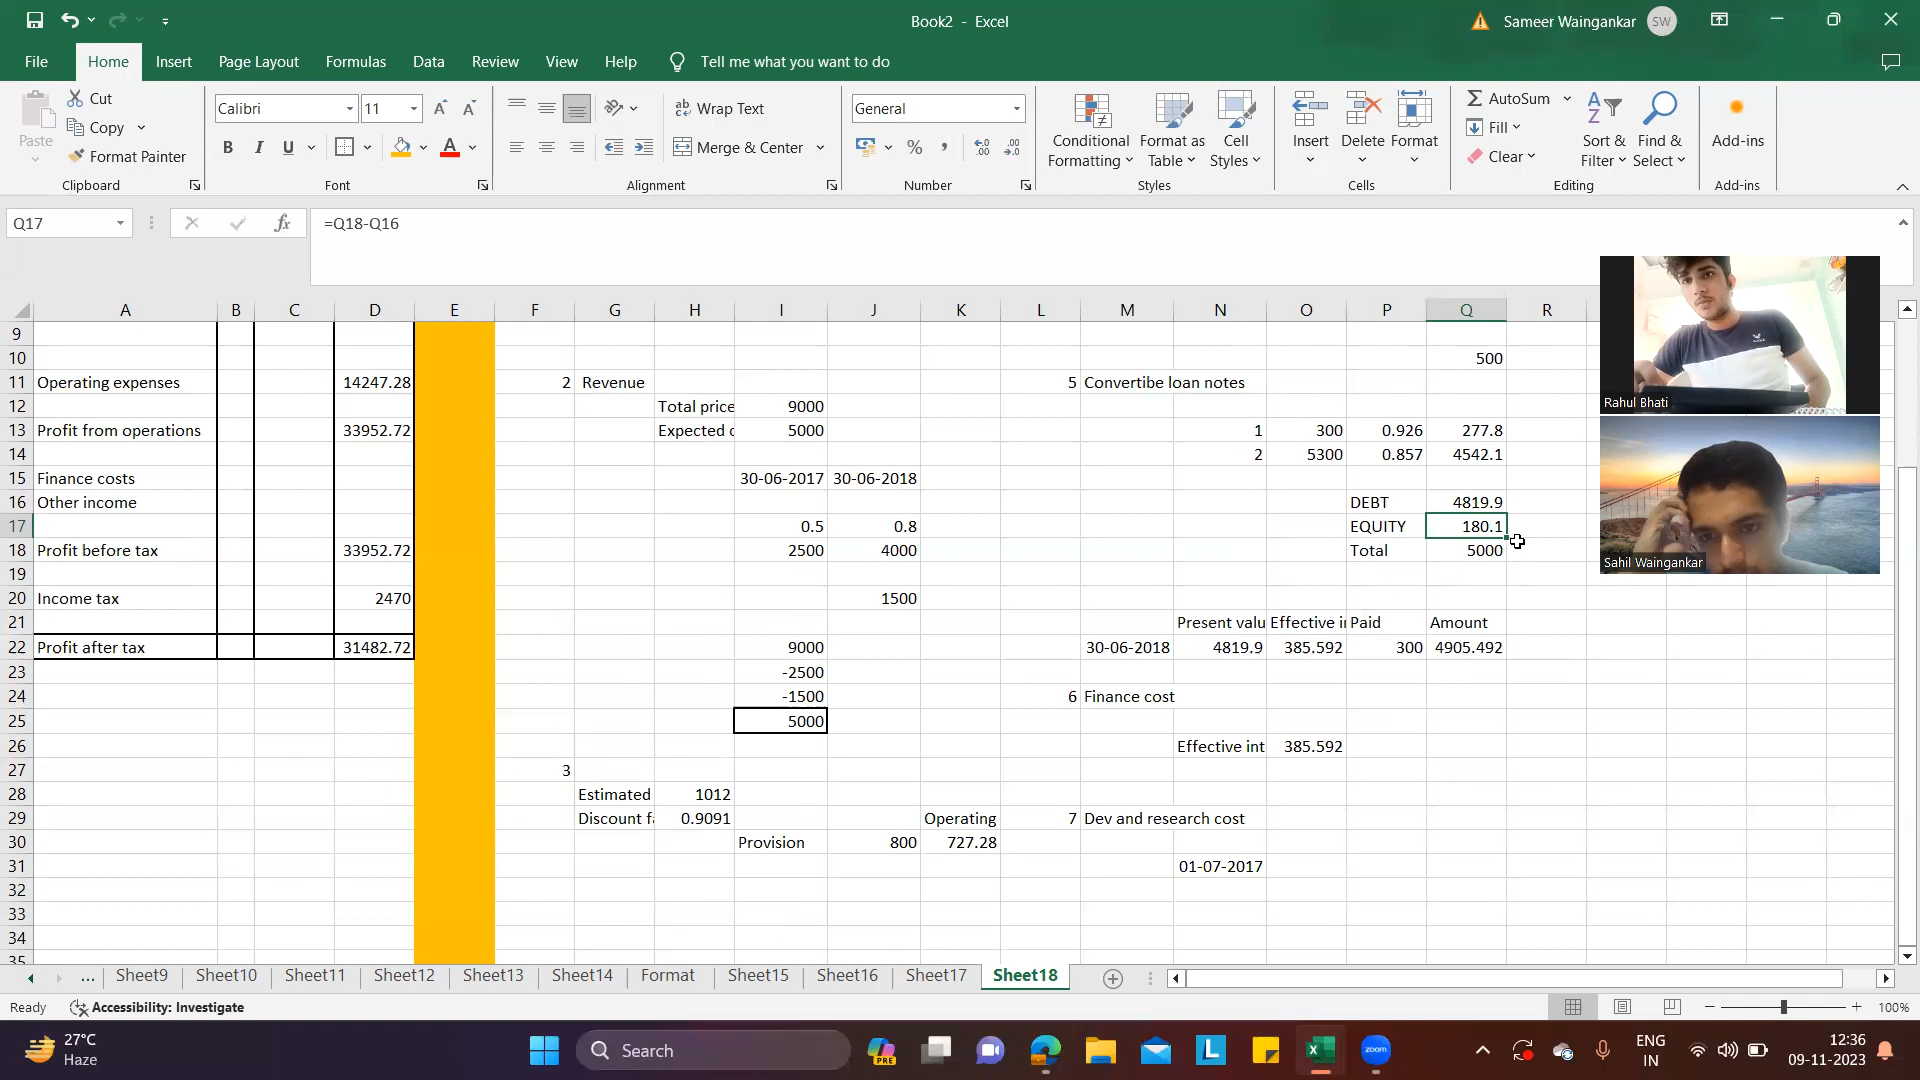 Book2 - Excel
Sameer Waingankar
SW
File Home Insert Page Layout Formulas Data Review View Help Tell me what you want to do
Paste
Cut
Copy
Format Painter
Clipboard
Calibri 11
B I U
Font
Wrap Text
Merge & Center
Alignment
General
Number
Conditional Formatting
Format as Table
Cell Styles
Styles
Insert Delete Format
Cells
AutoSum
Fill
Clear
Sort & Filter
Find & Select
Editing
Add-ins
Add-ins
Q17
fx
=Q18-Q16
A B C D E F G H I J K L M N O P Q R
9
10 500
11 Operating expenses 14247.28 2 Revenue 5 Convertibe loan notes
12 Total price 9000
13 Profit from operations 33952.72 Expected c 5000 1 300 0.926 277.8
14 2 5300 0.857 4542.1
15 Finance costs 30-06-2017 30-06-2018
16 Other income DEBT 4819.9
17 0.5 0.8 EQUITY 180.1
18 Profit before tax 33952.72 2500 4000 Total 5000
19
20 Income tax 2470 1500
21 Present valu Effective in Paid Amount
22 Profit after tax 31482.72 9000 30-06-2018 4819.9 385.592 300 4905.492
23 -2500
24 -1500 6 Finance cost
25 5000
26 Effective int 385.592
27 3
28 Estimated 1012
29 Discount fa 0.9091 Operating 7 Dev and research cost
30 Provision 800 727.28
31 01-07-2017
32
33
34
35
Rahul Bhati
Sahil Waingankar
... Sheet9 Sheet10 Sheet11 Sheet12 Sheet13 Sheet14 Format Sheet15 Sheet16 Sheet17 Sheet18
Ready
Accessibility: Investigate
100%
27°C
Haze
Search
PRE
L
zoom
ENG
IN
12:36
09-11-2023